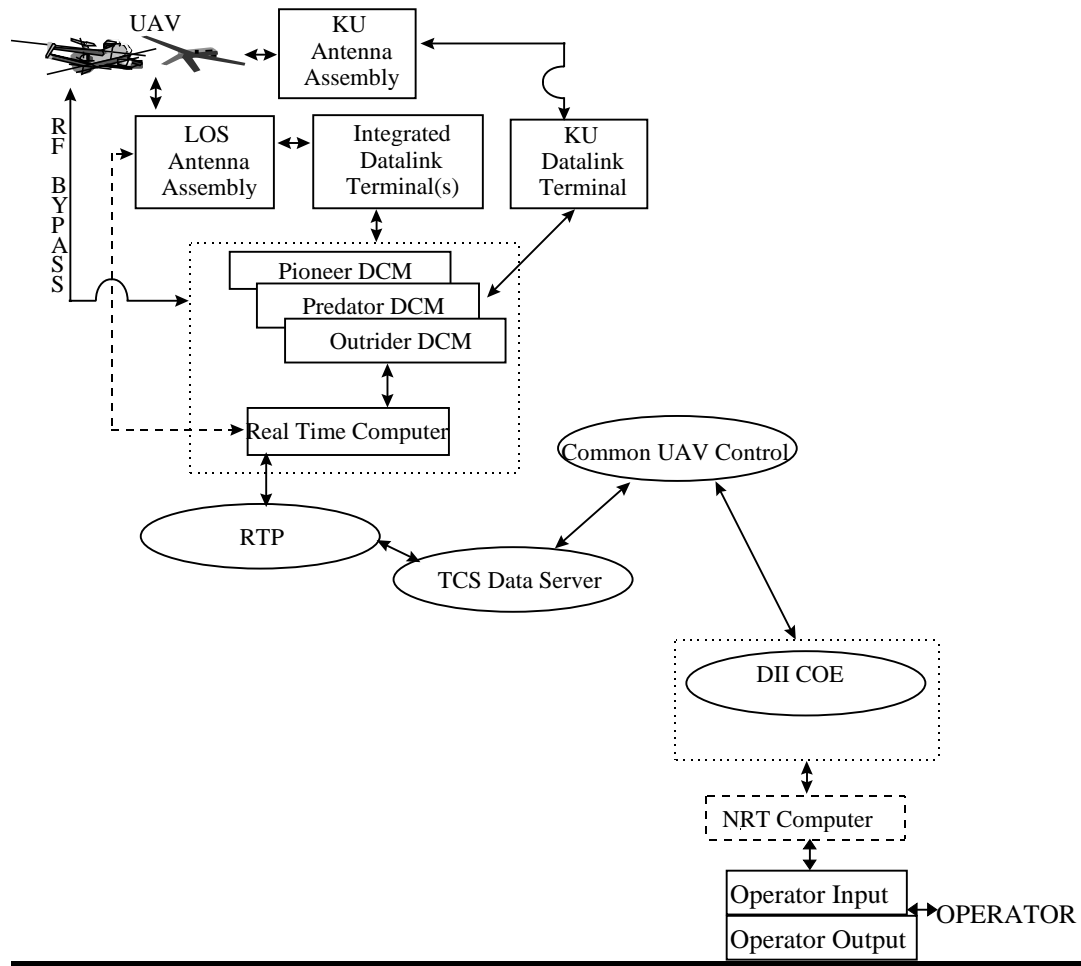 UAV
KU
Antenna
Assembly
LOS
Antenna
Assembly
Integrated
Datalink
Terminal(s)
KU
Datalink
Terminal
RF BYPASS
Pioneer DCM
Predator DCM
Outrider DCM
Real Time Computer
Common UAV Control
RTP
TCS Data Server
DII COE
NRT Computer
Operator Input
OPERATOR
Operator Output